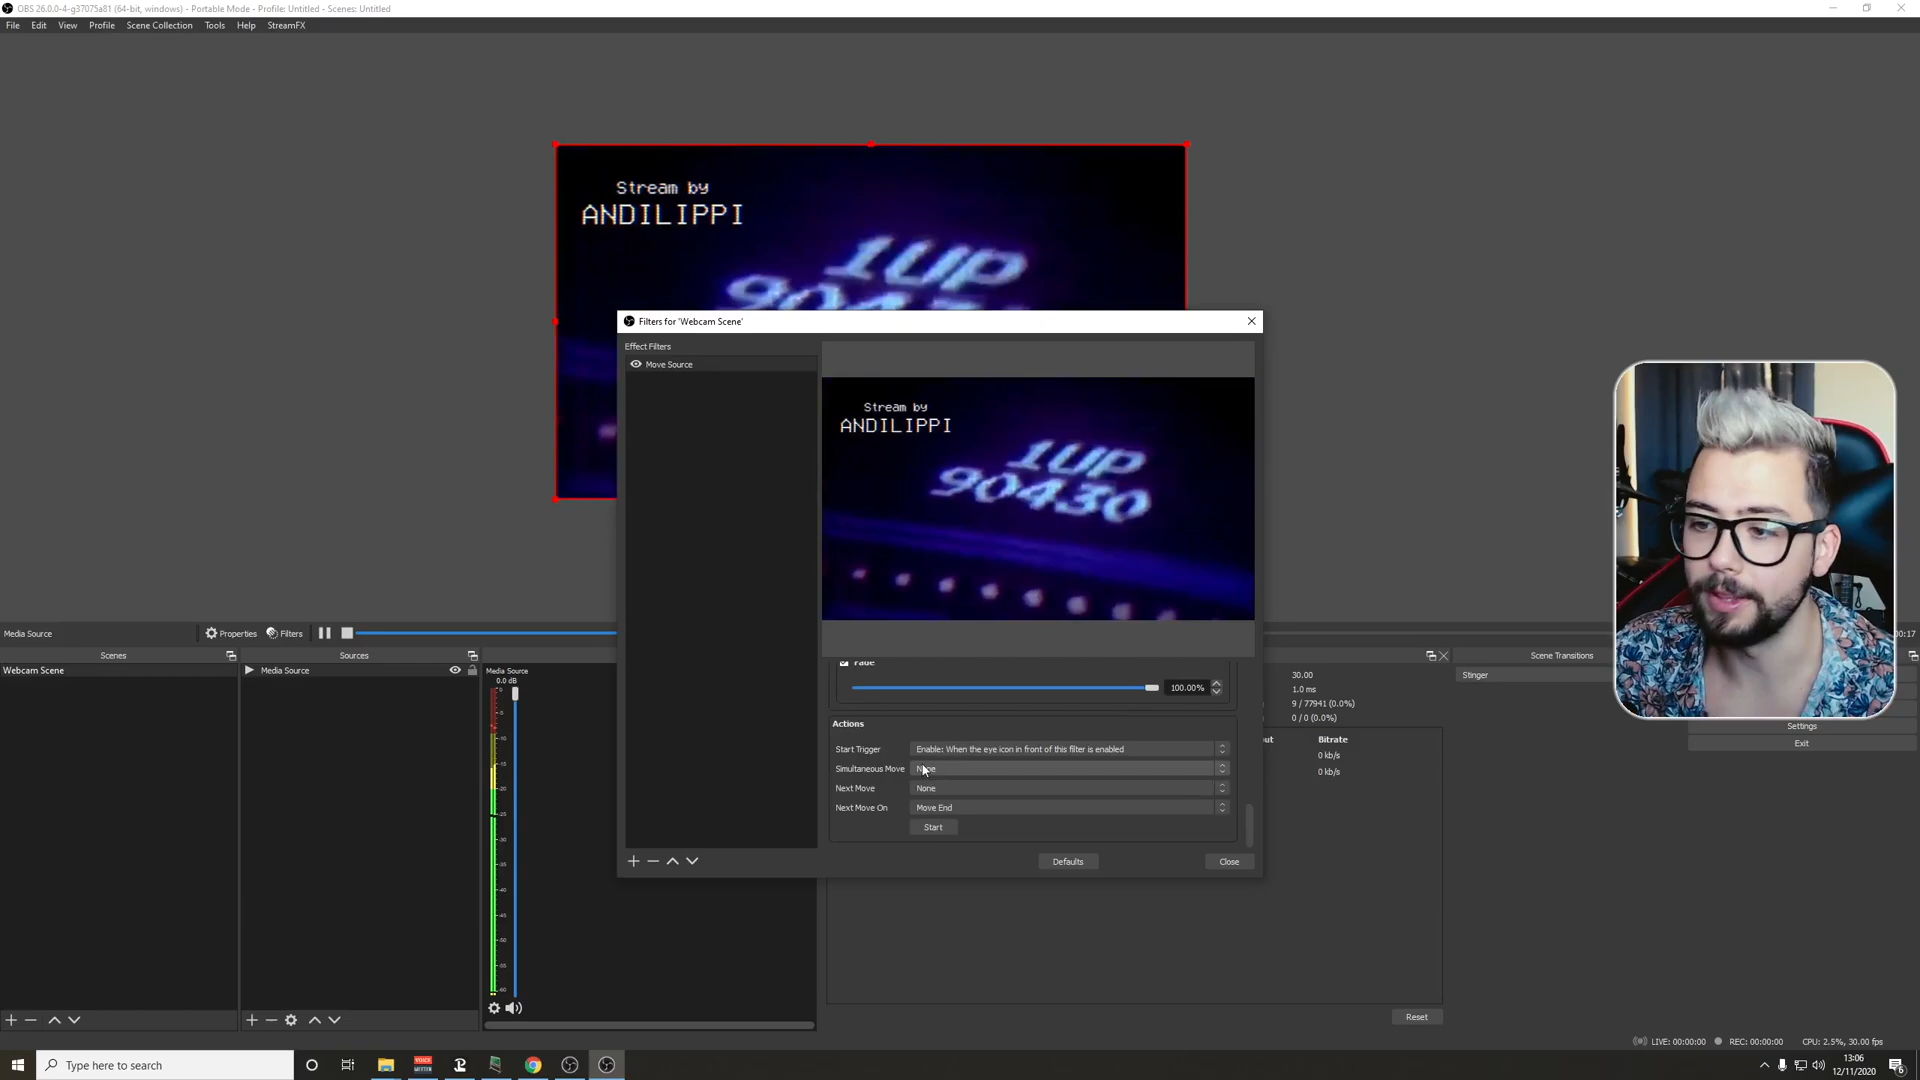 OBS 26.0.0-4-g37075a81 (64-bit, windows) - Portable Mode - Profile: Untitled - Scenes: Untitled
File Edit View Profile Scene Collection Tools Help StreamFX
Stream by
ANDILIPPI
1UP
Filters for 'Webcam Scene'
Effect Filters
Move Source
Stream by
ANDILIPPI
1UP
90430
Media Source
Properties
Filters
Scenes
Sources
Scene Transitions
Webcam Scene
Media Source
Media Source
0.0 dB
Stinger
Fade
100.00%
30.00
1.0 ms
9 / 77941 (0.0%)
0 / 0 (0.0%)
Actions
Start Trigger Enable: When the eye icon in front of this filter is enabled
Simultaneous Move
Next Move None
Next Move On Move End
Start
Bitrate
0 kb/s
0 kb/s
Settings
Exit
Defaults
Close
Reset
LIVE: 00:00:00 REC: 00:00:00 CPU: 2.5%, 30.00 fps
Type here to search
13:06
12/11/2020